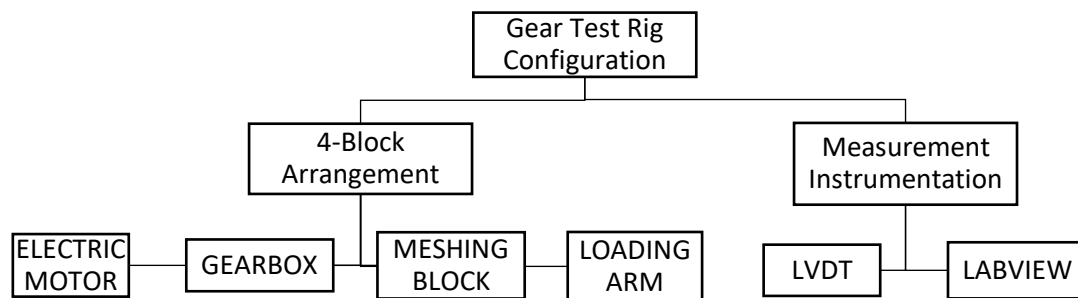 Gear Test Rig
Configuration
4-Block
Arrangement
Measurement
Instrumentation
ELECTRIC
MOTOR
GEARBOX
MESHING
BLOCK
LOADING
ARM
LVDT
LABVIEW